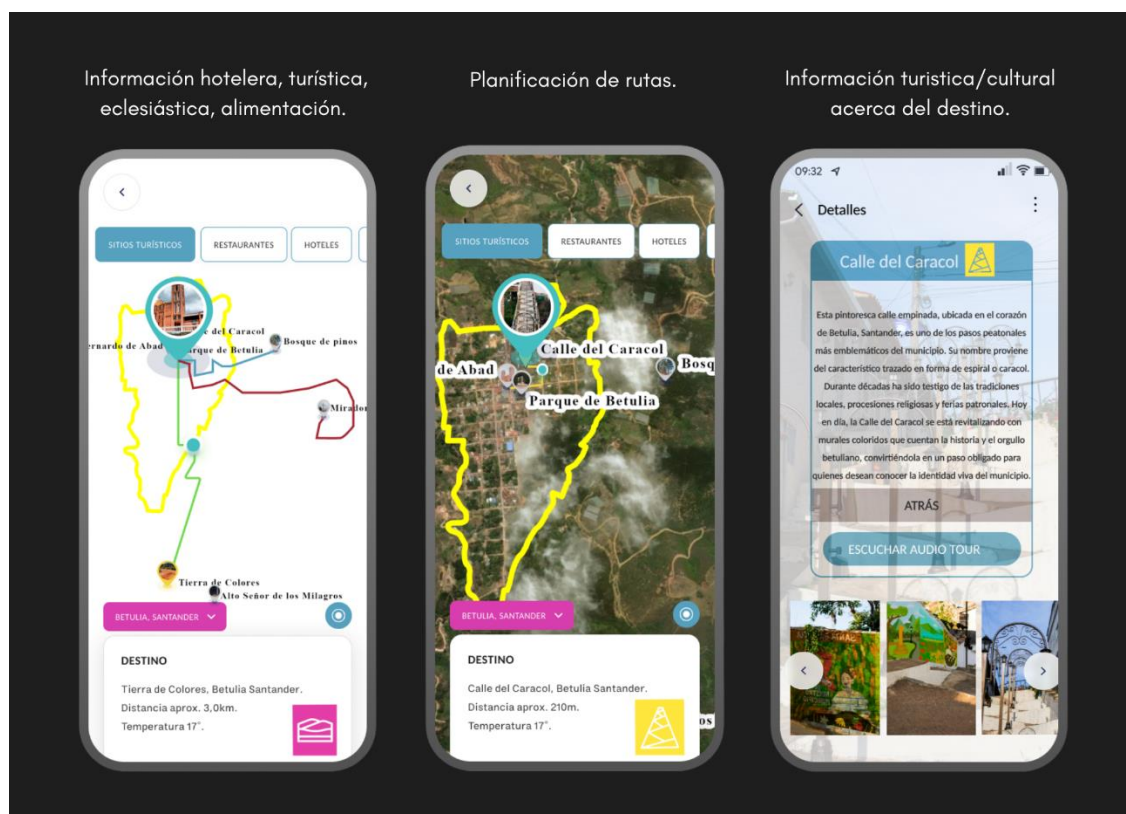 Información hotelera, turística,
eclesiástica, alimentación.
SITIOS TURÍSTICOS
RESTAURANTES
HOTELES
del Caracol
Bosque de pinos
ernardo de Abad
arque de Betulia
Mirador
Tierra de Colores
Alto Señor de los Milagros
BETULIA, SANTANDER
DESTINO
Tierra de Colores, Betulia Santander.
Distancia aprox. 3,0km.
Temperatura 17°.
Planificación de rutas.
SITIOS TURÍSTICOS
RESTAURANTES
HOTELES
Calle del Caracol
de Abad
Bosq
Parque de Betulia
BETULIA, SANTANDER
DESTINO
Calle del Caracol, Betulia Santander.
Distancia aprox. 210m.
Temperatura 17°.
os
Información turistica/cultural
acerca del destino.
09:32
Detalles
Calle del Caracol
Esta pintoresca calle empinada, ubicada en el corazón
de Betulia, Santander, es uno de los pasos peatonales
más emblemáticos del municipio. Su nombre proviene
del característico trazado en forma de espiral o caracol.
Durante décadas ha sido testigo de las tradiciones
locales, procesiones religiosas y ferias patronales. Hoy
en día, la Calle del Caracol se está revitalizando con
murales coloridos que cuentan la historia y el orgullo
betuliano, convirtiéndola en un paso obligado para
quienes desean conocer la identidad viva del municipio.
ATRÁS
ESCUCHAR AUDIO TOUR